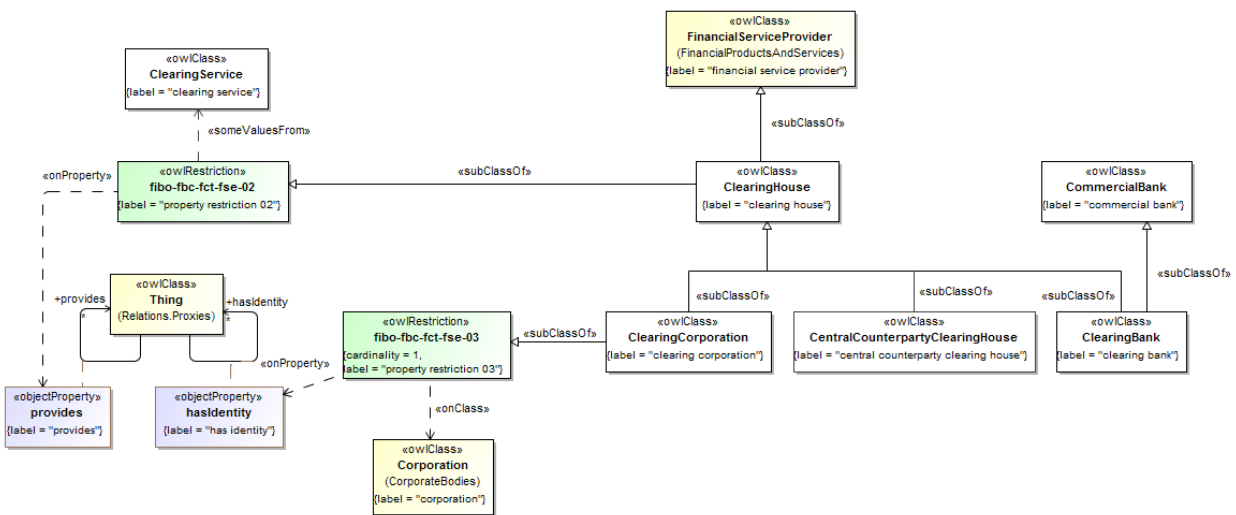 «owlClass»
FinancialServiceProvider
(FinancialProductsAndServices)
{label = "financial service provider"}
«owlClass»
ClearingService
{label = "clearing service"}
«someValuesFrom»
«subClassOf»
«onProperty»
«owlRestriction»
fibo-fbc-fct-fse-02
{label = "property restriction 02"}
«subClassOf»
«owlClass»
ClearingHouse
{label = "clearing house"}
«owlClass»
CommercialBank
{label = "commercial bank"}
«subClassOf»
+provides
*
«owlClass»
Thing
(Relations.Proxies)
+hasIdentity
*
«subClassOf»
«subClassOf»
«subClassOf»
«owlRestriction»
fibo-fbc-fct-fse-03
{cardinality = 1,
label = "property restriction 03"}
«subClassOf»
«owlClass»
ClearingCorporation
{label = "clearing corporation"}
«owlClass»
CentralCounterpartyClearingHouse
{label = "central counterparty clearing house"}
«owlClass»
ClearingBank
{label = "clearing bank"}
«onProperty»
«objectProperty»
provides
{label = "provides"}
«objectProperty»
hasIdentity
{label = "has identity"}
«onClass»
«owlClass»
Corporation
(CorporateBodies)
{label = "corporation"}